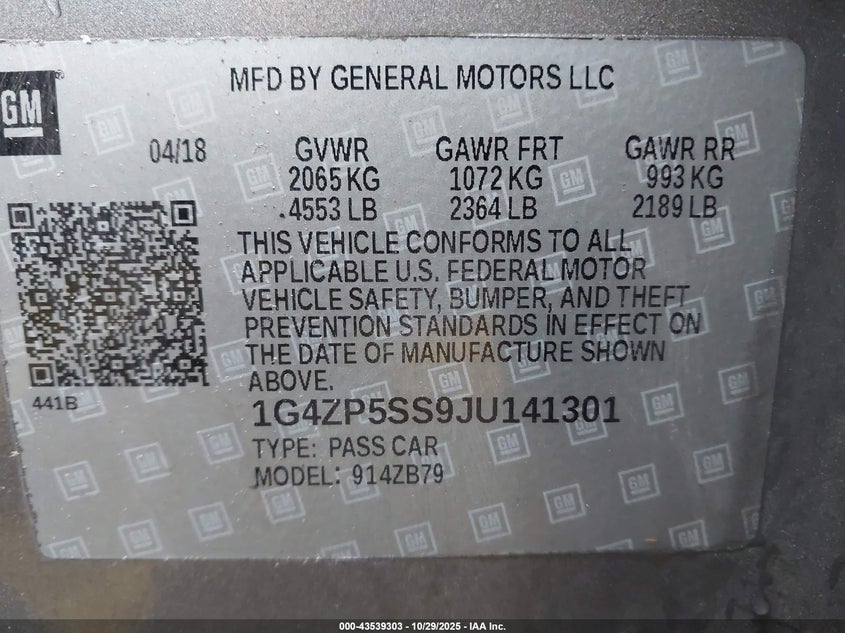 MFD BY GENERAL MOTORS LLC
GM
04/18 GVWR GAWR FRT GAWR RR
2065 KG 1072 KG 993 KG
4553 LB 2364 LB 2189 LB
THIS VEHICLE CONFORMS TO ALL
APPLICABLE U.S. FEDERAL MOTOR
VEHICLE SAFETY, BUMPER, AND THEFT
PREVENTION STANDARDS IN EFFECT ON
THE DATE OF MANUFACTURE SHOWN
ABOVE.
441B
1G4ZP5SS9JU141301
TYPE: PASS CAR
MODEL: 914ZB79
000-43539303 - 10/29/2025 - IAA Inc.